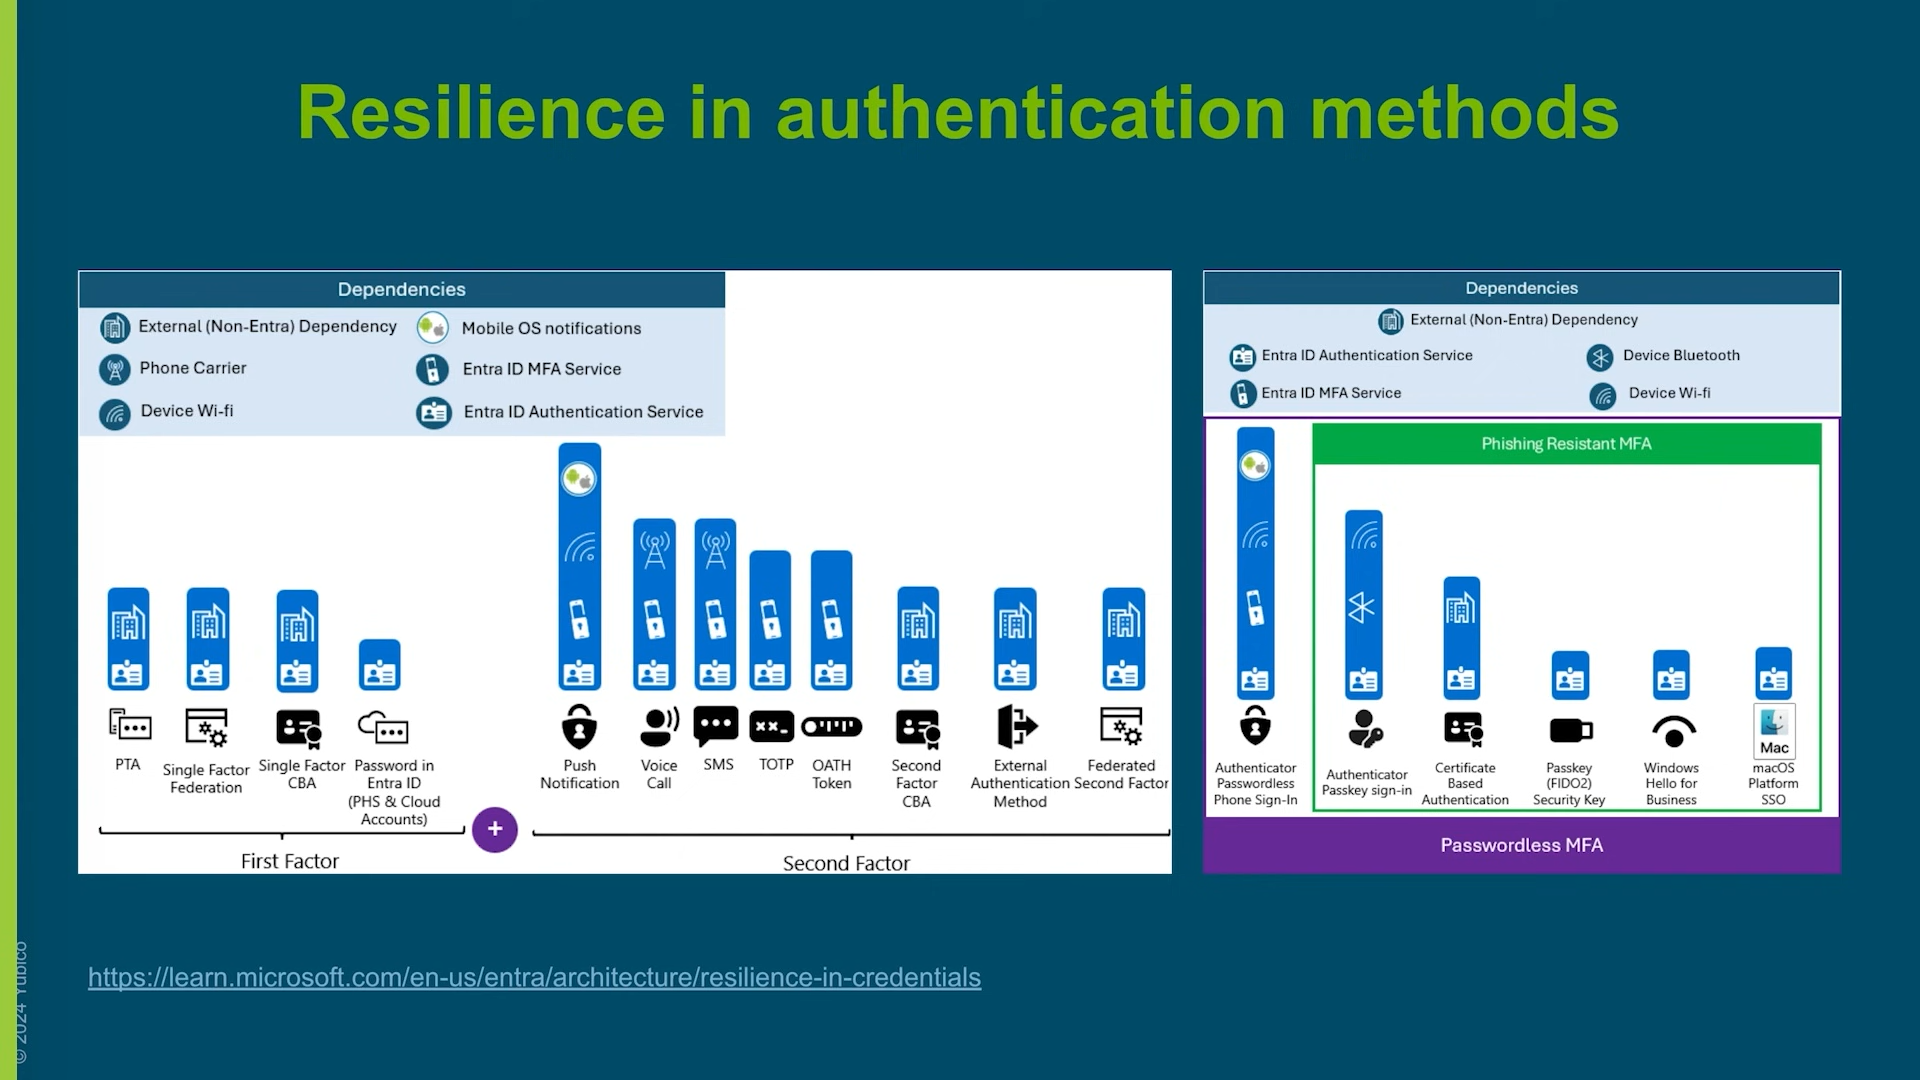 Resilience in authentication methods
Dependencies
External (Non-Entra) Dependency
Mobile OS notifications
Phone Carrier
Entra ID MFA Service
Device Wi-fi
Entra ID Authentication Service
PTA
Single Factor
Federation
Single Factor
CBA
Password in
Entra ID
(PHS & Cloud
Accounts)
First Factor
+
Push
Notification
Voice
Call
SMS
xx_
TOTP
OATH
Token
Second
Factor
CBA
External
Authentication
Method
Federated
Second Factor
Second Factor
Dependencies
External (Non-Entra) Dependency
Entra ID Authentication Service
Device Bluetooth
Entra ID MFA Service
Device Wi-fi
Phishing Resistant MFA
Authenticator
Passwordless
Phone Sign-In
Authenticator
Passkey sign-in
Certificate
Based
Authentication
Passkey
(FIDO2)
Security Key
Windows
Hello for
Business
Mac
macOS
Platform
SSO
Passwordless MFA
https://learn.microsoft.com/en-us/entra/architecture/resilience-in-credentials
© 2024 Yubico